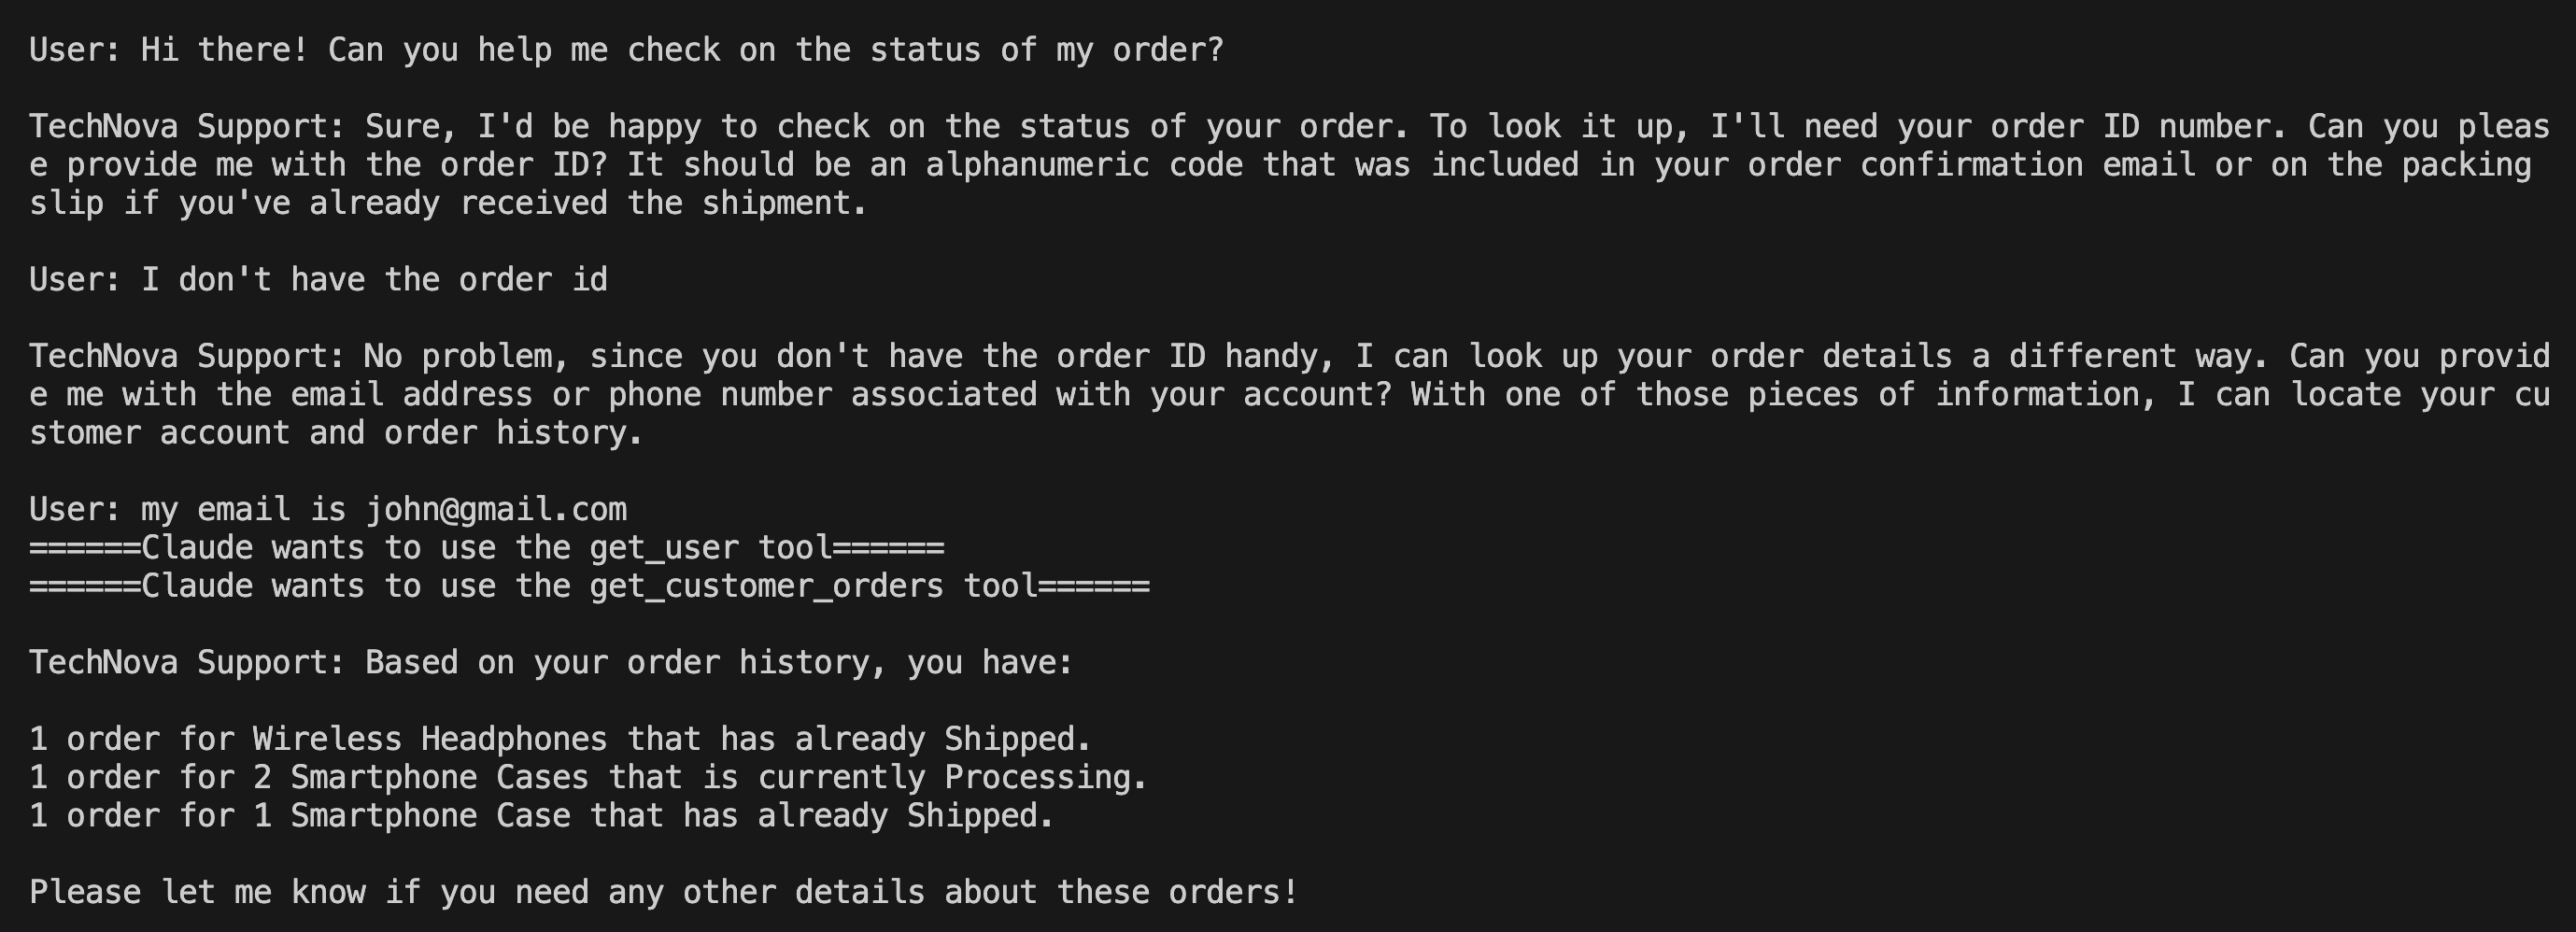 User: Hi there! Can you help me check on the status of my order?
TechNova Support: Sure, I'd be happy to check on the status of your order. To look it up, I'll need your order ID number. Can you pleas
e provide me with the order ID? It should be an alphanumeric code that was included in your order confirmation email or on the packing
slip if you've already received the shipment.
User: I don't have the order id
TechNova Support: No problem, since you don't have the order ID handy, I can look up your order details a different way. Can you provid
e me with the email address or phone number associated with your account? With one of those pieces of information, I can locate your cu
stomer account and order history.
User: my email is john@gmail.com
======Claude wants to use the get_user tool======
======Claude wants to use the get_customer_orders tool======
TechNova Support: Based on your order history, you have:
1 order for Wireless Headphones that has already Shipped.
1 order for 2 Smartphone Cases that is currently Processing.
1 order for 1 Smartphone Case that has already Shipped.
Please let me know if you need any other details about these orders!